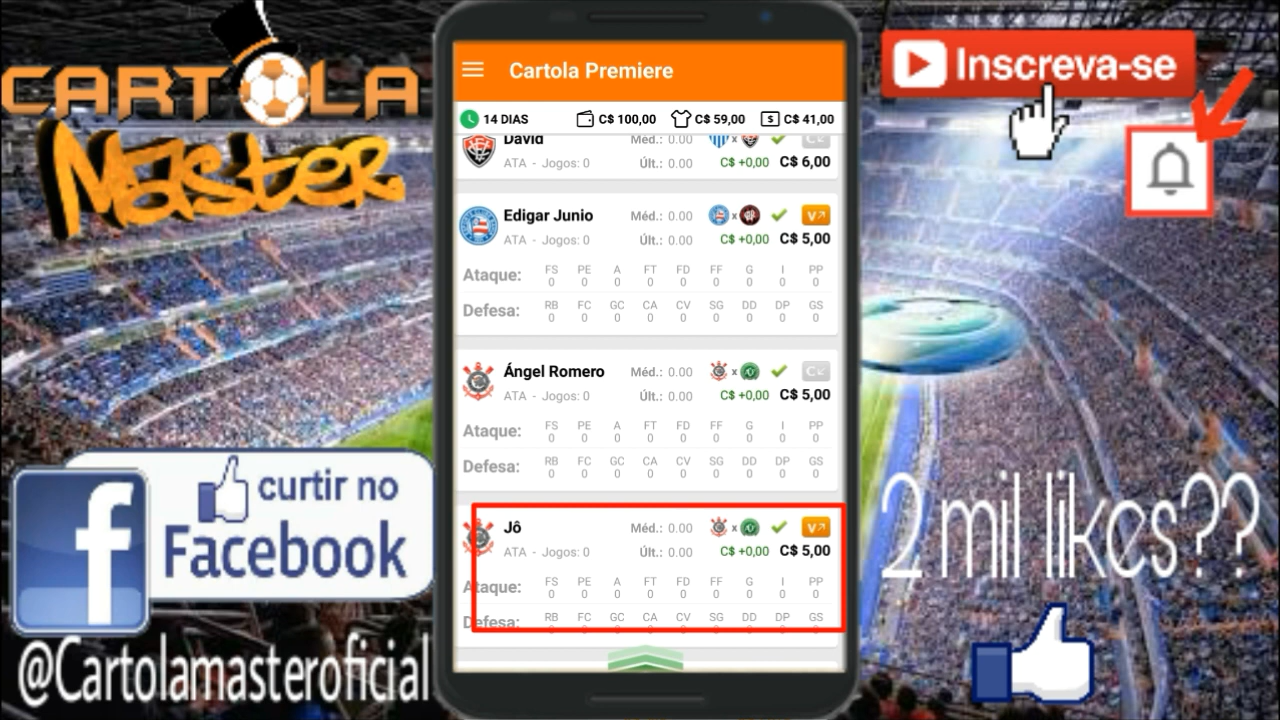 CARTOLA
Master
Inscreva-se
Cartola Premiere
14 DIAS C$ 100,00 C$ 59,00 C$ 41,00
David Méd.: 0.00 x
ATA - Jogos: 0 Últ.: 0.00 C$ +0,00 C$ 6,00
Edigar Junio Méd.: 0.00 x V
ATA - Jogos: 0 Últ.: 0.00 C$ +0,00 C$ 5,00
Ataque: FS PE A FT FD FF G I PP
0 0 0 0 0 0 0 0 0
Defesa: RB FC GC CA CV SG DD DP GS
0 0 0 0 0 0 0 0 0
Ángel Romero Méd.: 0.00 x C
ATA - Jogos: 0 Últ.: 0.00 C$ +0,00 C$ 5,00
Ataque: FS PE A FT FD FF G I PP
0 0 0 0 0 0 0 0 0
Defesa: RB FC GC CA CV SG DD DP GS
0 0 0 0 0 0 0 0 0
Jô Méd.: 0.00 x V
ATA - Jogos: 0 Últ.: 0.00 C$ +0,00 C$ 5,00
Ataque: FS PE A FT FD FF G I PP
0 0 0 0 0 0 0 0 0
Defesa: RB FC GC CA CV SG DD DP GS
f
curtir no
Facebook
@Cartolamasteroficial
2 mil likes??